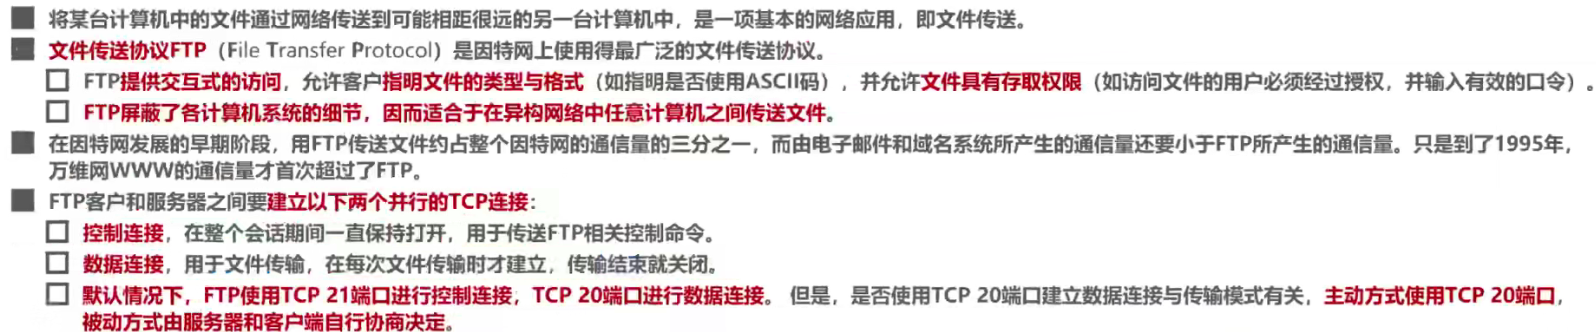 将某台计算机中的文件通过网络传送到可能相距很远的另一台计算机中，是一项基本的网络应用，即文件传送。
文件传送协议FTP（File Transfer Protocol）是因特网上使用得最广泛的文件传送协议。
FTP提供交互式的访问，允许客户指明文件的类型与格式（如指明是否使用ASCII码），并允许文件具有存取权限（如访问文件的用户必须经过授权，并输入有效的口令）。
FTP屏蔽了各计算机系统的细节，因而适合于在异构网络中任意计算机之间传送文件。
在因特网发展的早期阶段，用FTP传送文件约占整个因特网的通信量的三分之一，而由电子邮件和域名系统所产生的通信量还要小于FTP所产生的通信量。只是到了1995年，
万维网WWW的通信量才首次超过了FTP。
FTP客户和服务器之间要建立以下两个并行的TCP连接：
控制连接，在整个会话期间一直保持打开，用于传送FTP相关控制命令。
数据连接，用于文件传输，在每次文件传输时才建立，传输结束就关闭。
默认情况下，FTP使用TCP 21端口进行控制连接，TCP 20端口进行数据连接。 但是，是否使用TCP 20端口建立数据连接与传输模式有关，主动方式使用TCP 20端口，
被动方式由服务器和客户端自行协商决定。